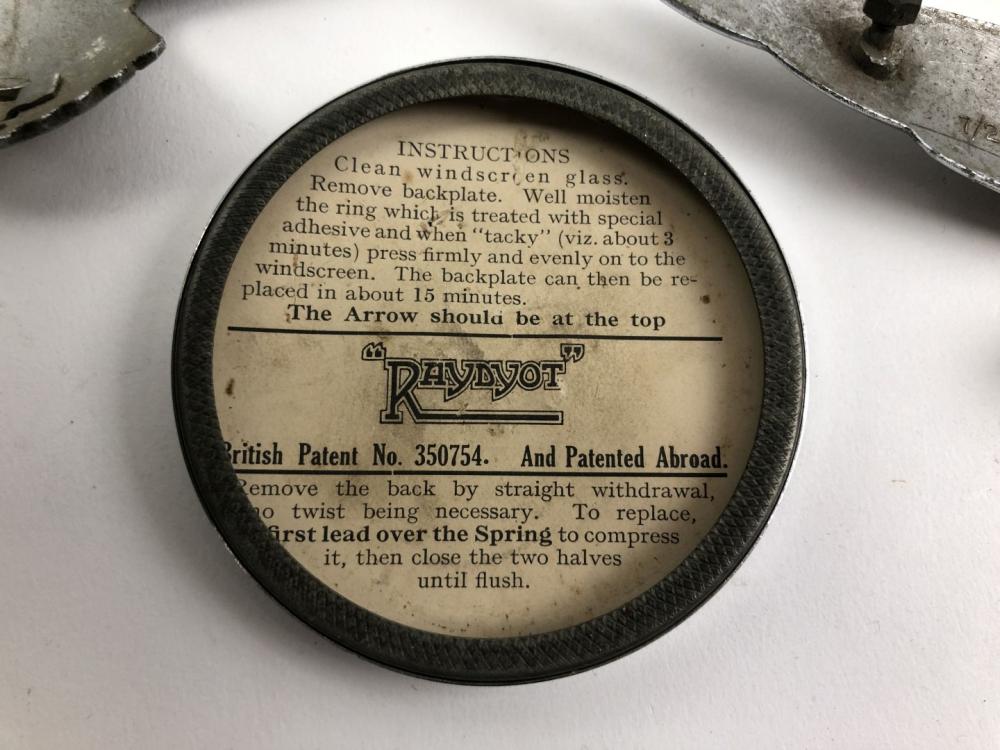 INSTRUCTIONS
Clean windscreen glass.
Remove backplate. Well moisten
the ring which is treated with special
adhesive and when "tacky" (viz. about 3
minutes) press firmly and evenly on to the
windscreen. The backplate can then be re-
placed in about 15 minutes.
The Arrow should be at the top
"RAYDYOT"
British Patent No. 350754. And Patented Abroad.
Remove the back by straight withdrawal,
no twist being necessary. To replace,
first lead over the Spring to compress
it, then close the two halves
until flush.